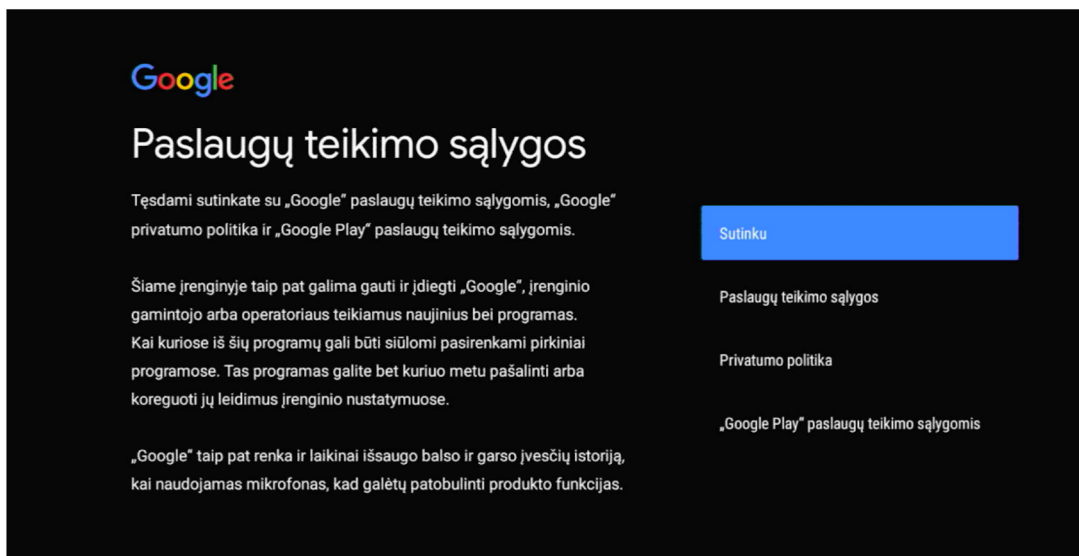 Google
Paslaugų teikimo sąlygos
Tęsdami sutinkate su „Google“ paslaugų teikimo sąlygomis, „Google“
privatumo politika ir „Google Play“ paslaugų teikimo sąlygomis.
Šiame įrenginyje taip pat galima gauti ir įdiegti „Google“, įrenginio
gamintojo arba operatoriaus teikiamus naujinius bei programas.
Kai kuriose iš šių programų gali būti siūlomi pasirenkami pirkiniai
programose. Tas programas galite bet kuriuo metu pašalinti arba
koreguoti jų leidimus įrenginio nustatymuose.
„Google“ taip pat renka ir laikinai išsaugo balso ir garso įvesčių istoriją,
kai naudojamas mikrofonas, kad galėtų patobulinti produkto funkcijas.
Sutinku
Paslaugų teikimo sąlygos
Privatumo politika
„Google Play“ paslaugų teikimo sąlygomis